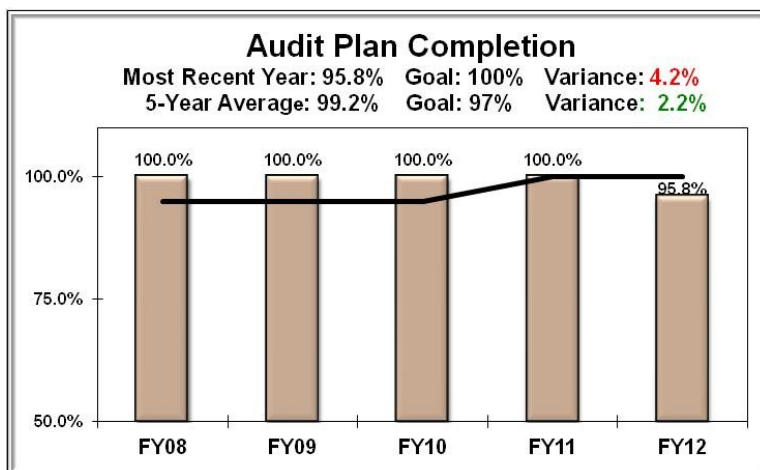 Audit Plan Completion
Most Recent Year: 95.8% Goal: 100% Variance: 4.2%
5-Year Average: 99.2% Goal: 97% Variance: 2.2%
100.0% 100.0% 100.0% 100.0%
100.0%
95.8%
75.0%
50.0%
FY08 FY09 FY10 FY11 FY12